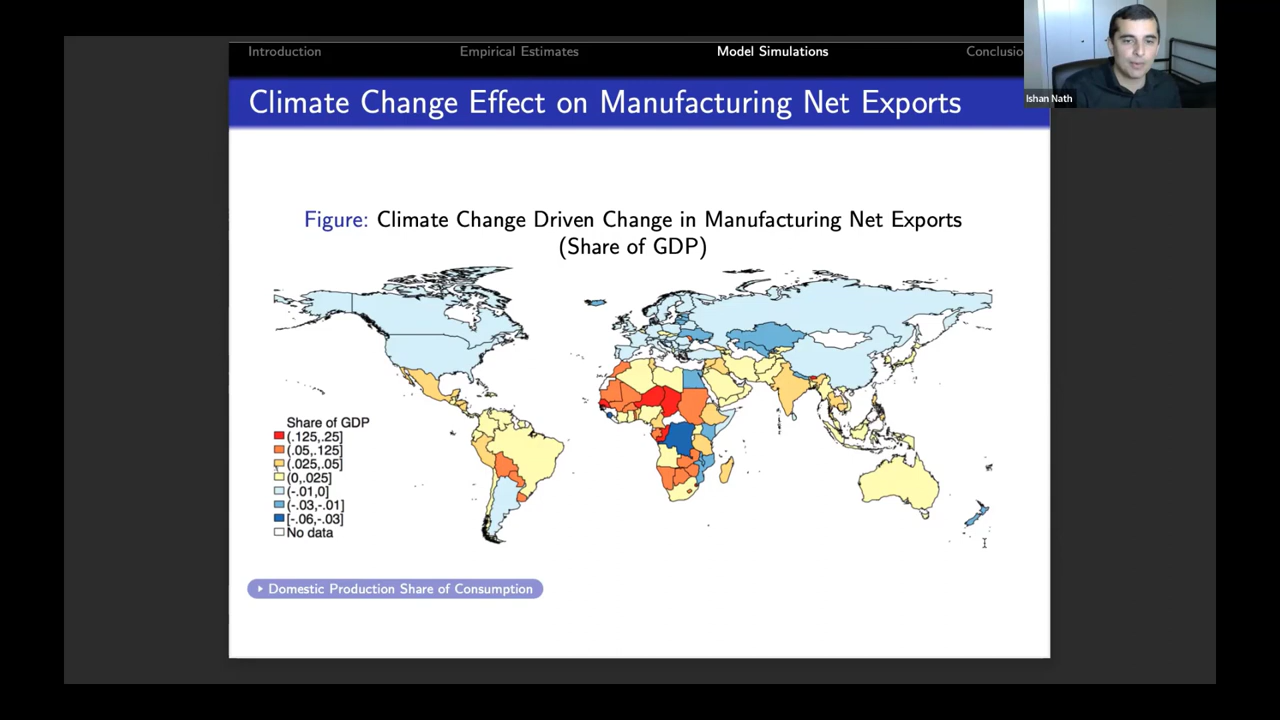 Introduction
Empirical Estimates
Model Simulations
Conclusio
Climate Change Effect on Manufacturing Net Exports
Ishan Nath
Figure: Climate Change Driven Change in Manufacturing Net Exports
(Share of GDP)
Share of GDP
(.125,.25]
(.05,.125]
(.025,.05]
(0,.025]
(-.01,0]
(-.03,-.01]
[-.06,-.03]
No data
Domestic Production Share of Consumption